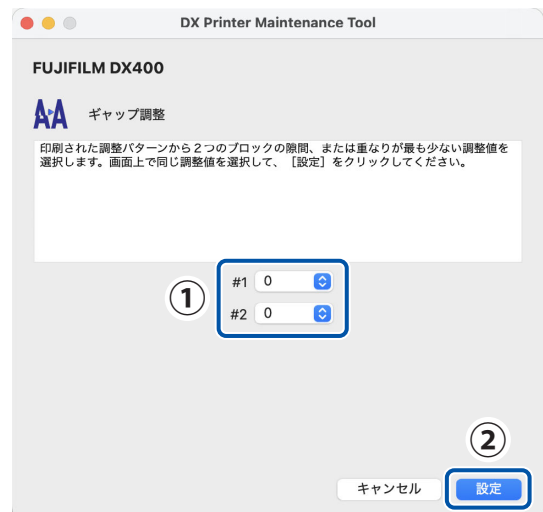 DX Printer Maintenance Tool
FUJIFILM DX400
ギャップ調整
印刷された調整パターンから２つのブロックの隙間、または重なりが最も少ない調整値を
選択します。画面上で同じ調整値を選択して、［設定］をクリックしてください。
① #1 0
#2 0
②
キャンセル 設定